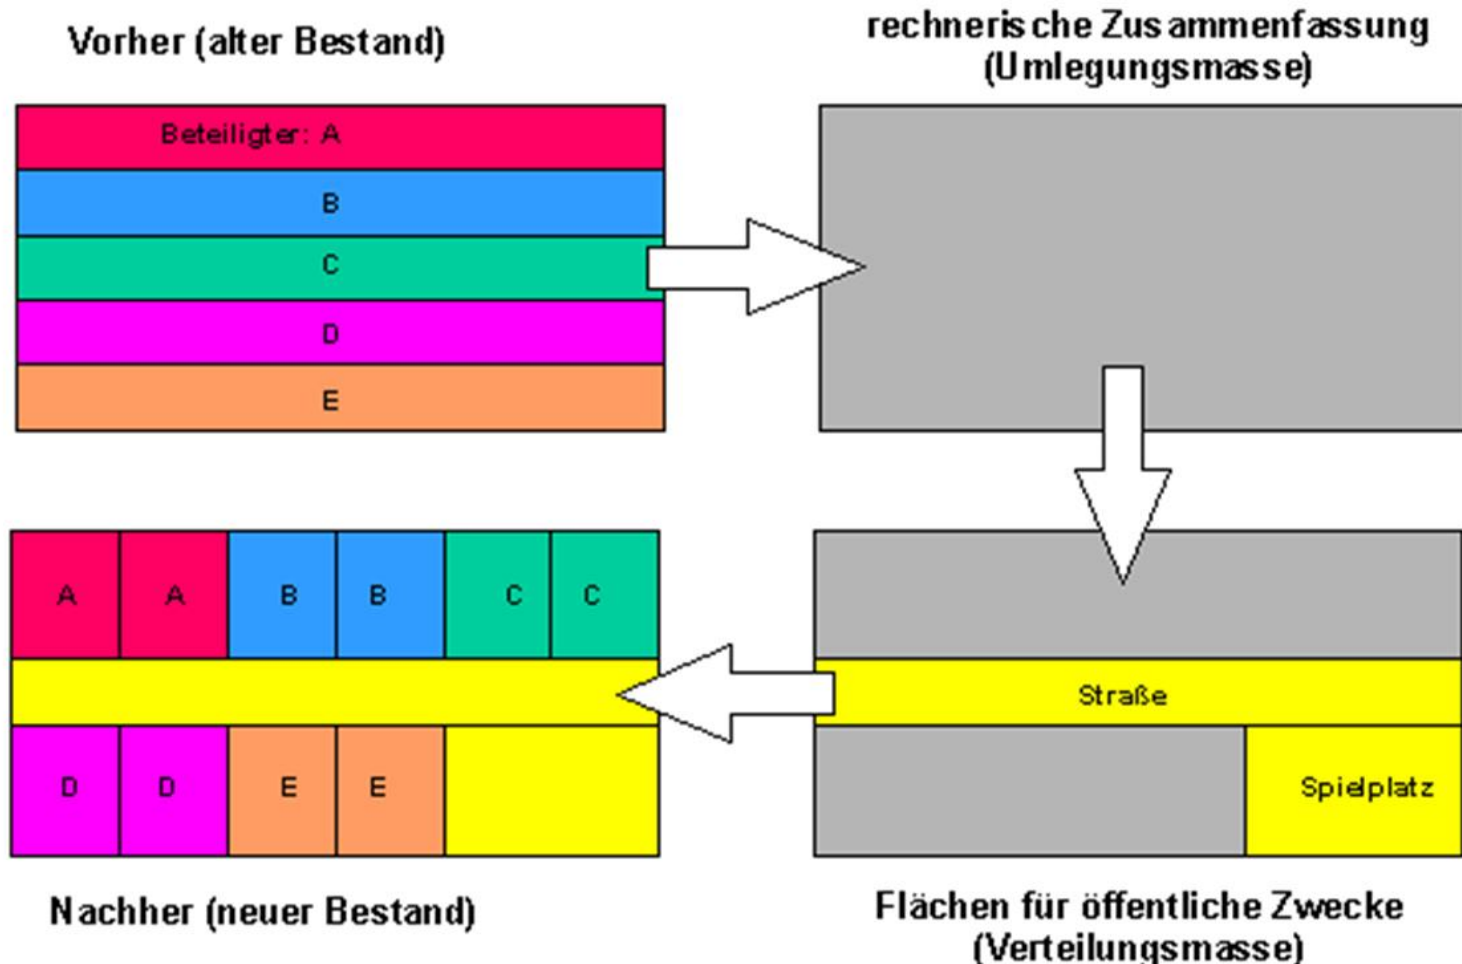 Vorher (alter Bestand)
rechnerische Zusammenfassung
(Umlegungsmasse)
Beteiligter: A
B
C
D
E
A A B B C C
Straße
D D E E
Spielplatz
Nachher (neuer Bestand)
Flächen für öffentliche Zwecke
(Verteilungsmasse)